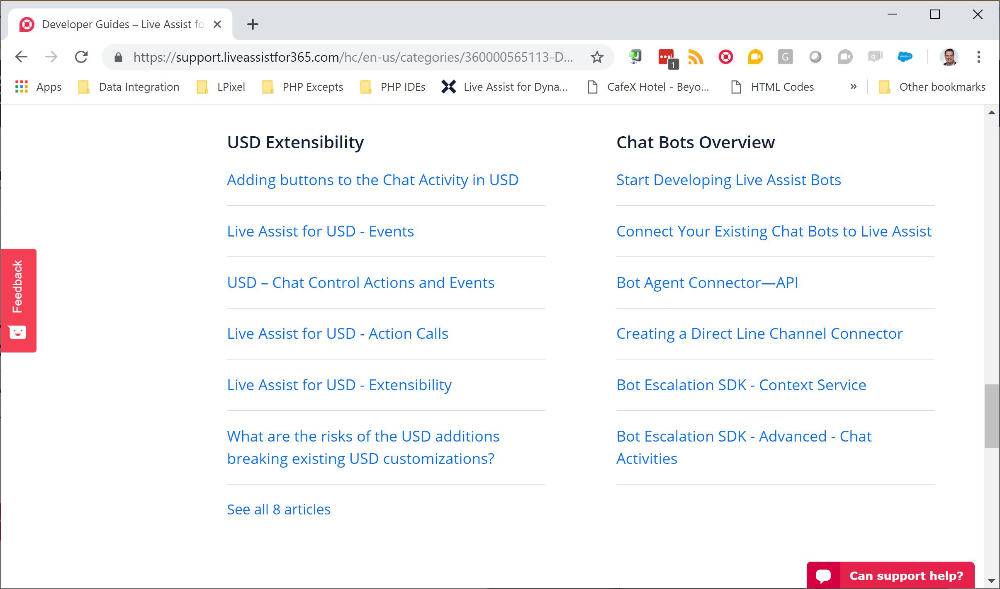 Developer Guides – Live Assist fo
https://support.liveassistfor365.com/hc/en-us/categories/360000565113-D...
1
G
a
salesforce
Apps
Data Integration
LPixel
PHP Excepts
PHP IDEs
Live Assist for Dyna...
CafeX Hotel - Beyo...
HTML Codes
»
Other bookmarks
USD Extensibility
Adding buttons to the Chat Activity in USD
Live Assist for USD - Events
USD – Chat Control Actions and Events
Live Assist for USD - Action Calls
Live Assist for USD - Extensibility
What are the risks of the USD additions
breaking existing USD customizations?
See all 8 articles
Chat Bots Overview
Start Developing Live Assist Bots
Connect Your Existing Chat Bots to Live Assist
Bot Agent Connector—API
Creating a Direct Line Channel Connector
Bot Escalation SDK - Context Service
Bot Escalation SDK - Advanced - Chat
Activities
Feedback
Can support help?